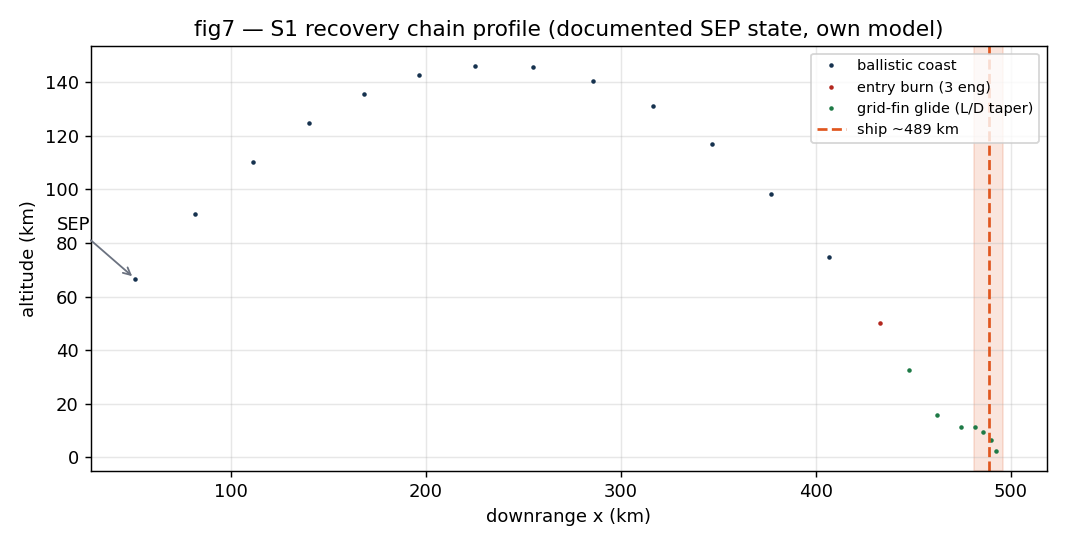 fig7 — S1 recovery chain profile (documented SEP state, own model)
ballistic coast
entry burn (3 eng)
grid-fin glide (L/D taper)
ship ~489 km
SEP
altitude (km)
140
120
100
80
60
40
20
0
100
200
300
400
500
downrange x (km)